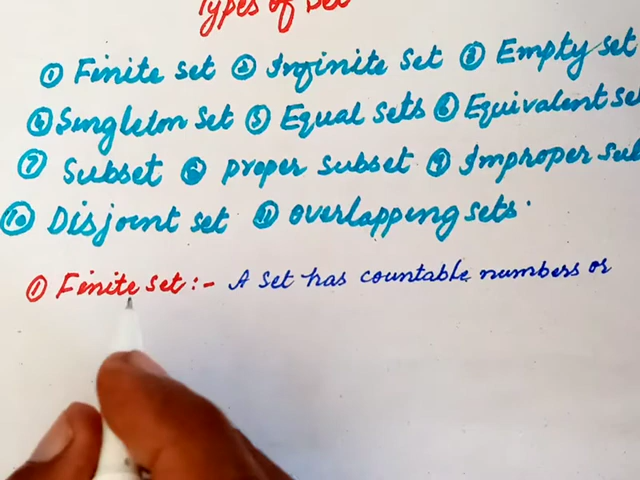 Types of Set
① Finite set ② Infinite set ③ Empty set
④ Singleton set ⑤ Equal sets ⑥ Equivalent se
⑦ Subset ⑧ proper subset ⑨ Improper sub
⑩ Disjoint set ⑪ overlapping sets.
① Finite set :- A set has countable numbers or